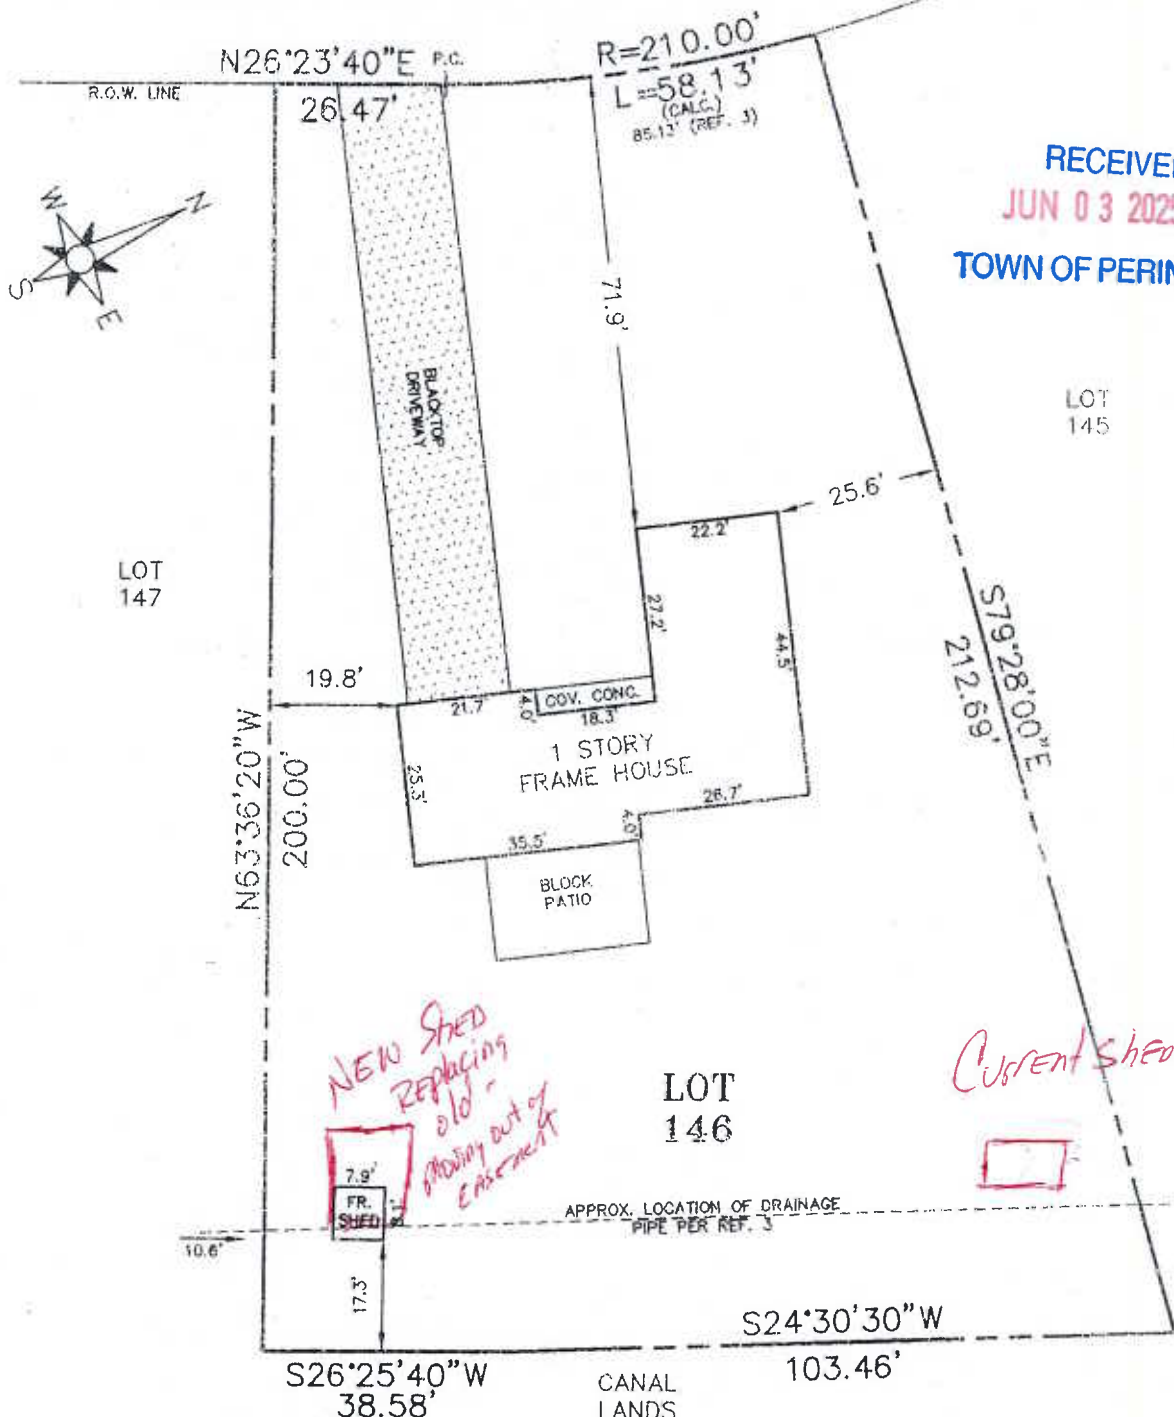 N26°23'40"E
P.C.
R=210.00'
R.O.W. LINE
26.47'
L=58.13'
(CALC.)
85.13' (REF. 3)
RECEIVE
JUN 03 202
TOWN OF PERIN
W
N
S
E
71.9'
BLACKTOP
DRIVEWAY
LOT
145
25.6'
22.2'
LOT
147
27.2'
44.5'
S79°28'00"E
212.69'
19.8'
21.7'
4.0'
COV. CONC.
18.3'
1 STORY
FRAME HOUSE
N63°36'20"W
200.00'
25.5'
26.7'
4.0'
35.5'
BLOCK
PATIO
NEW SHED
REPlacing
old -
moving out of
EASEMENT
LOT
146
Current shed
7.9'
FR.
SHED
APPROX. LOCATION OF DRAINAGE
PIPE PER REF. 3
10.6'
17.3'
S24°30'30"W
103.46'
S26°25'40"W
38.58'
CANAL
LANDS